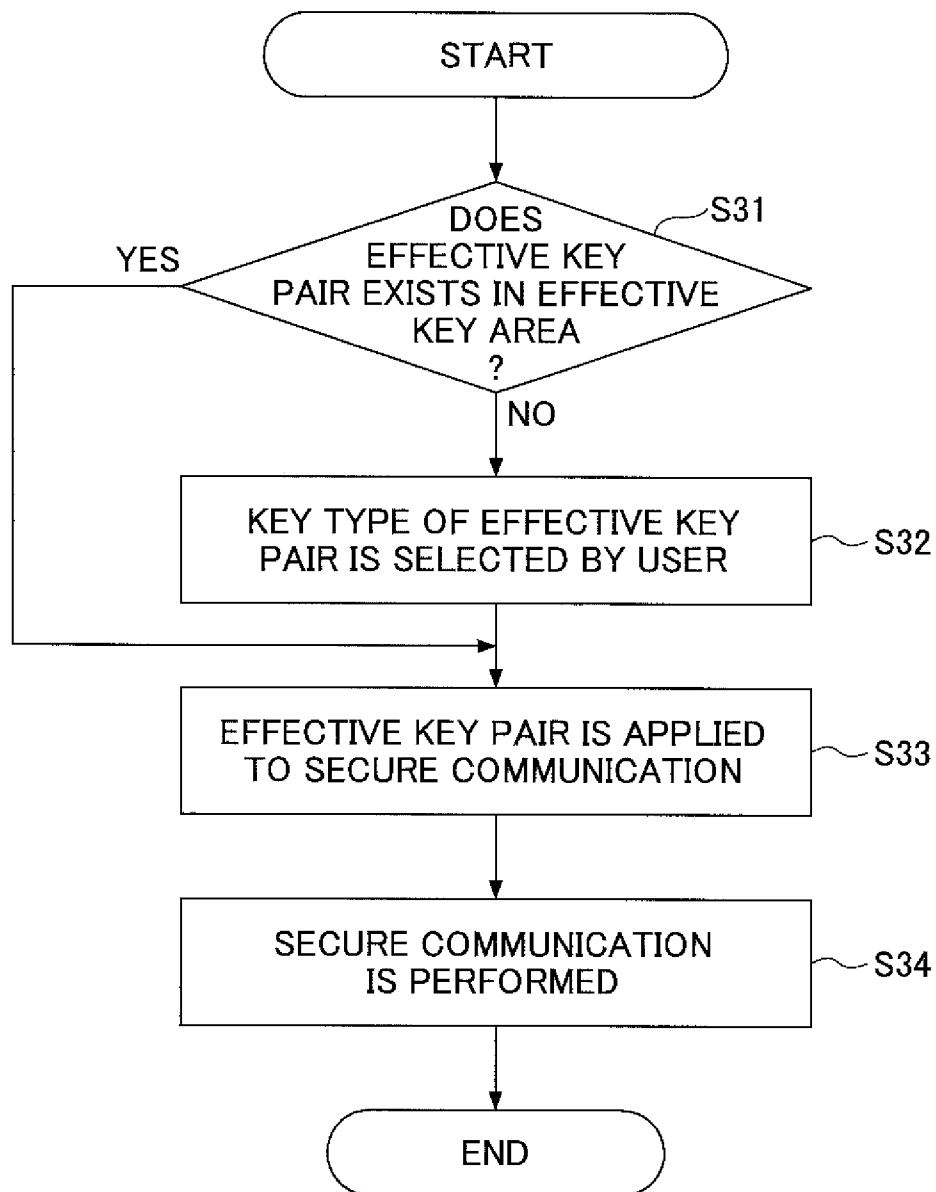 START
S31
DOES
EFFECTIVE KEY
PAIR EXISTS IN EFFECTIVE
KEY AREA
?
YES
NO
KEY TYPE OF EFFECTIVE KEY
PAIR IS SELECTED BY USER
S32
EFFECTIVE KEY PAIR IS APPLIED
TO SECURE COMMUNICATION
S33
SECURE COMMUNICATION
IS PERFORMED
S34
END